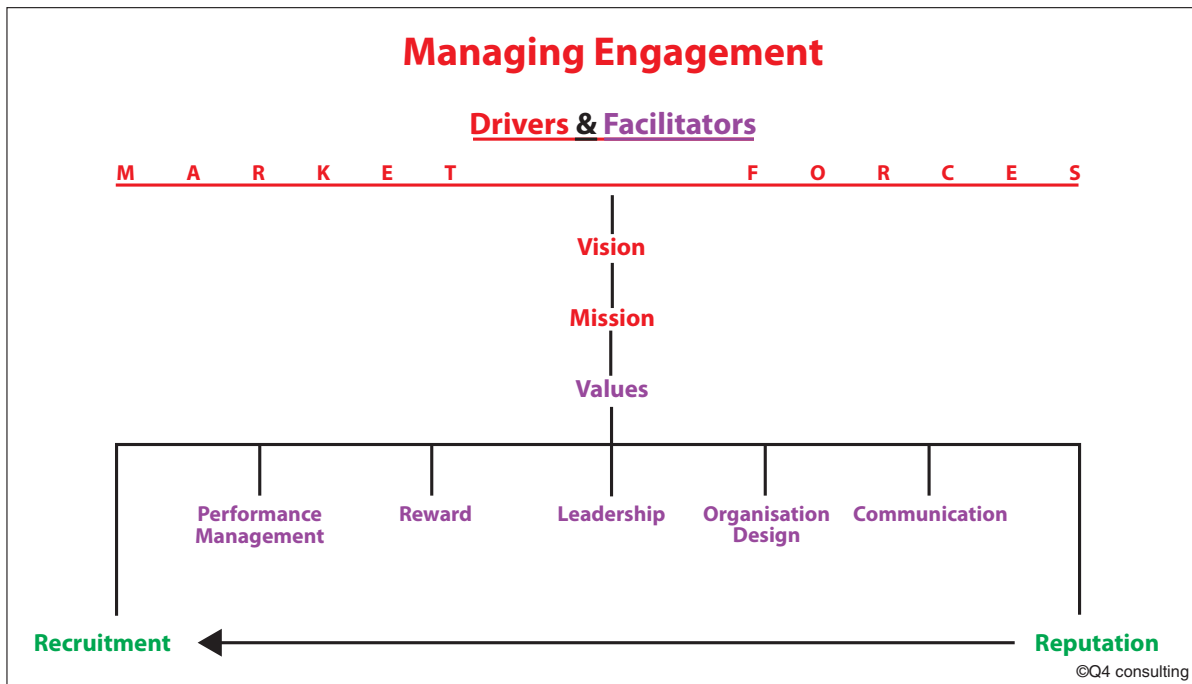 Managing Engagement
Drivers & Facilitators
M A R K E T F O R C E S
Vision
Mission
Values
Performance
Management
Reward
Leadership
Organisation
Design
Communication
Recruitment
Reputation
©Q4 consulting